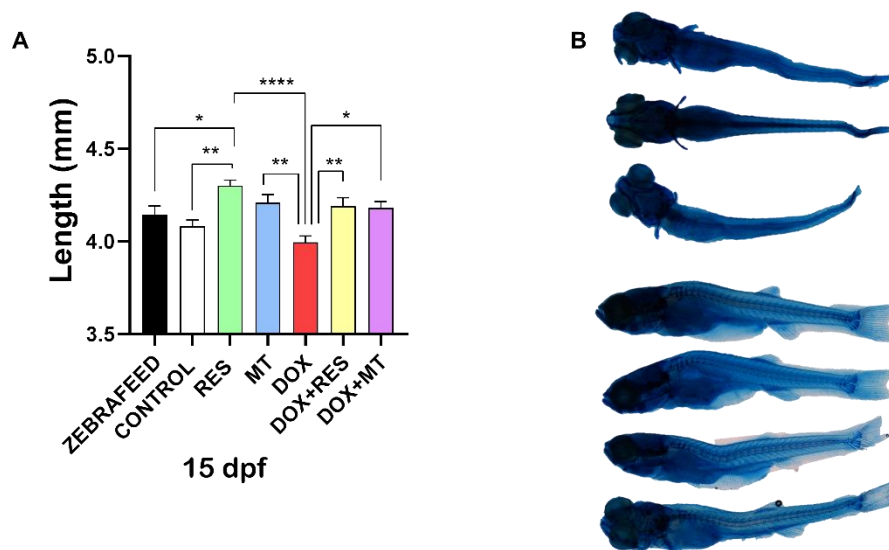 A
B
Length (mm)
5.0
4.5
4.0
3.5
*
****
**
**
**
*
ZEBRAFEED
CONTROL
RES
MT
DOX
DOX+RES
DOX+MT
15 dpf